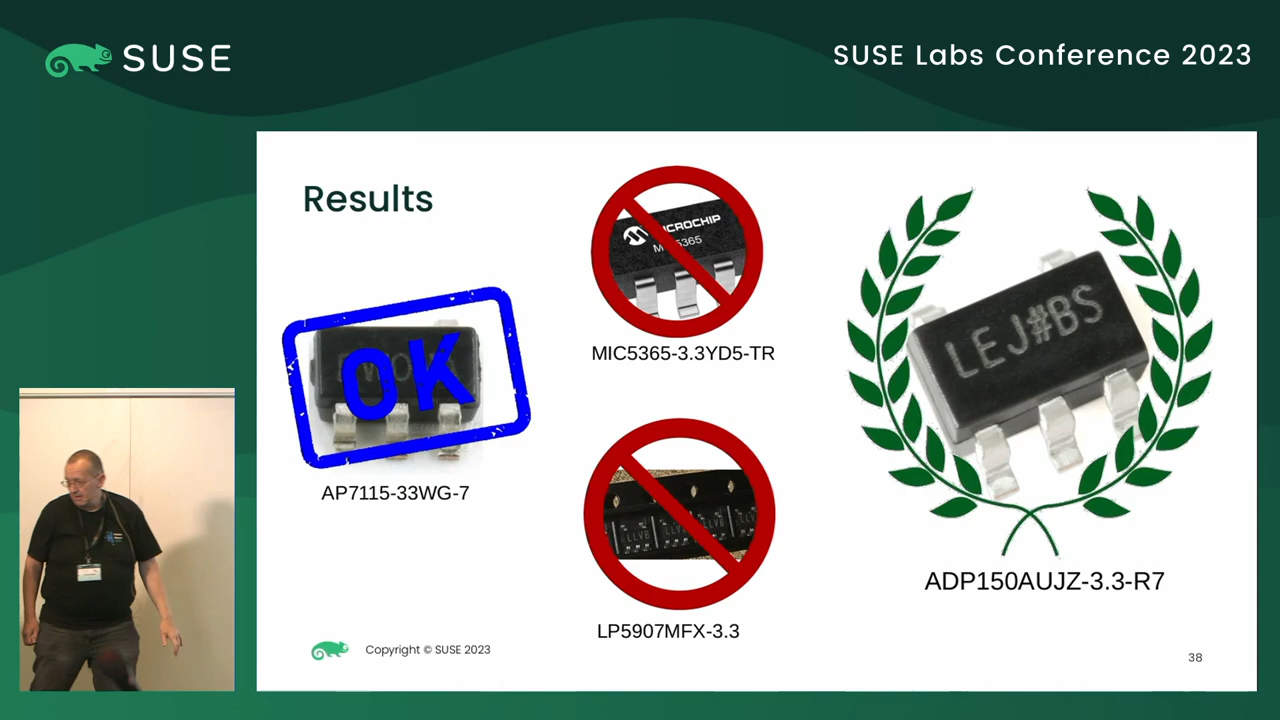 SUSE
SUSE Labs Conference 2023
Results
MICROCHIP
OK
MIC5365-3.3YD5-TR
LEJ#BS
AP7115-33WG-7
LLVB
ADP150AUJZ-3.3-R7
LP5907MFX-3.3
Copyright © SUSE 2023
38